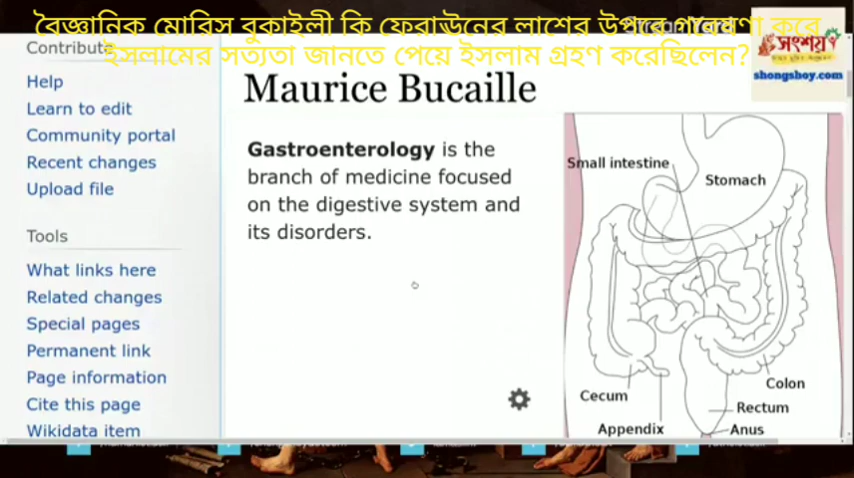 বৈজ্ঞানিক মোরিস বুকাইলী কি ফেরাউনের লাশের উপরে গবেষণা করে
ইসলামের সত্যতা জানতে পেয়ে ইসলাম গ্রহণ করেছিলেন?
সংশয়
shongshoy.com
Contribute
Help
Learn to edit
Community portal
Recent changes
Upload file
Tools
What links here
Related changes
Special pages
Permanent link
Page information
Cite this page
Wikidata item
Maurice Bucaille
Gastroenterology is the
branch of medicine focused
on the digestive system and
its disorders.
Small intestine
Stomach
Colon
Cecum
Rectum
Appendix
Anus